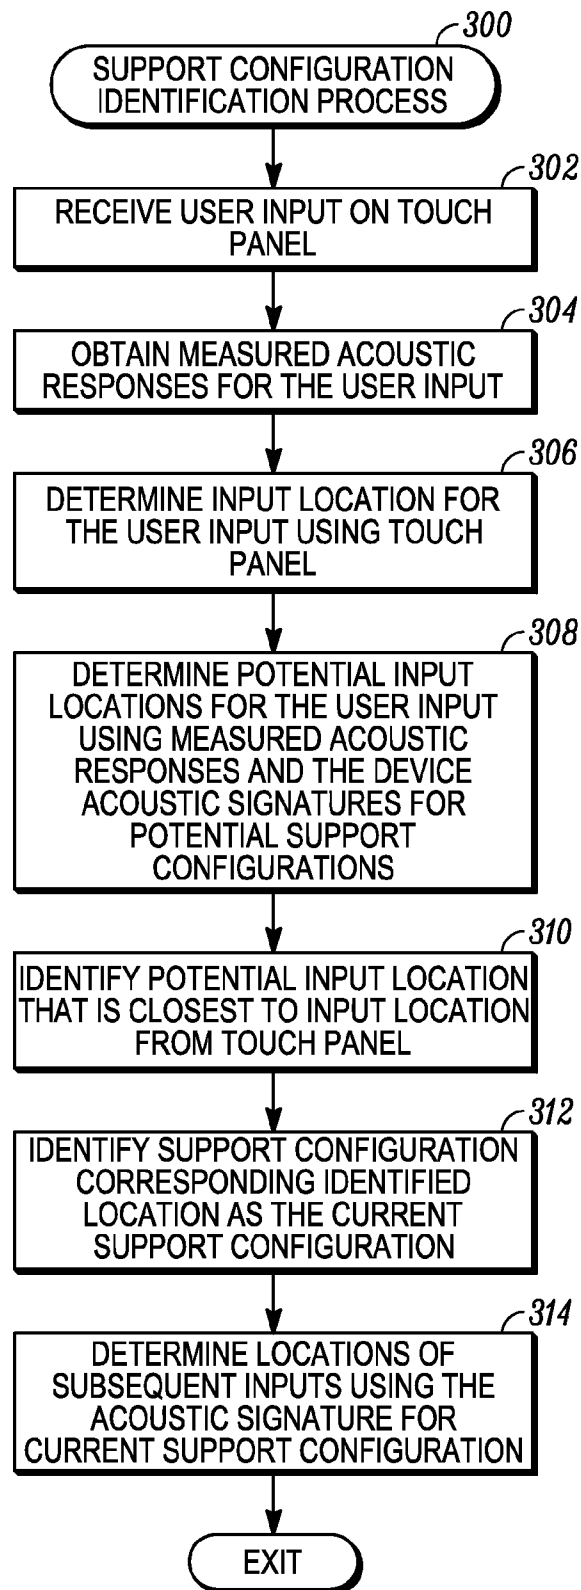 300
SUPPORT CONFIGURATION
IDENTIFICATION PROCESS
302
RECEIVE USER INPUT ON TOUCH
PANEL
304
OBTAIN MEASURED ACOUSTIC
RESPONSES FOR THE USER INPUT
306
DETERMINE INPUT LOCATION FOR
THE USER INPUT USING TOUCH
PANEL
308
DETERMINE POTENTIAL INPUT
LOCATIONS FOR THE USER INPUT
USING MEASURED ACOUSTIC
RESPONSES AND THE DEVICE
ACOUSTIC SIGNATURES FOR
POTENTIAL SUPPORT
CONFIGURATIONS
310
IDENTIFY POTENTIAL INPUT LOCATION
THAT IS CLOSEST TO INPUT LOCATION
FROM TOUCH PANEL
312
IDENTIFY SUPPORT CONFIGURATION
CORRESPONDING IDENTIFIED
LOCATION AS THE CURRENT
SUPPORT CONFIGURATION
314
DETERMINE LOCATIONS OF
SUBSEQUENT INPUTS USING THE
ACOUSTIC SIGNATURE FOR
CURRENT SUPPORT CONFIGURATION
EXIT